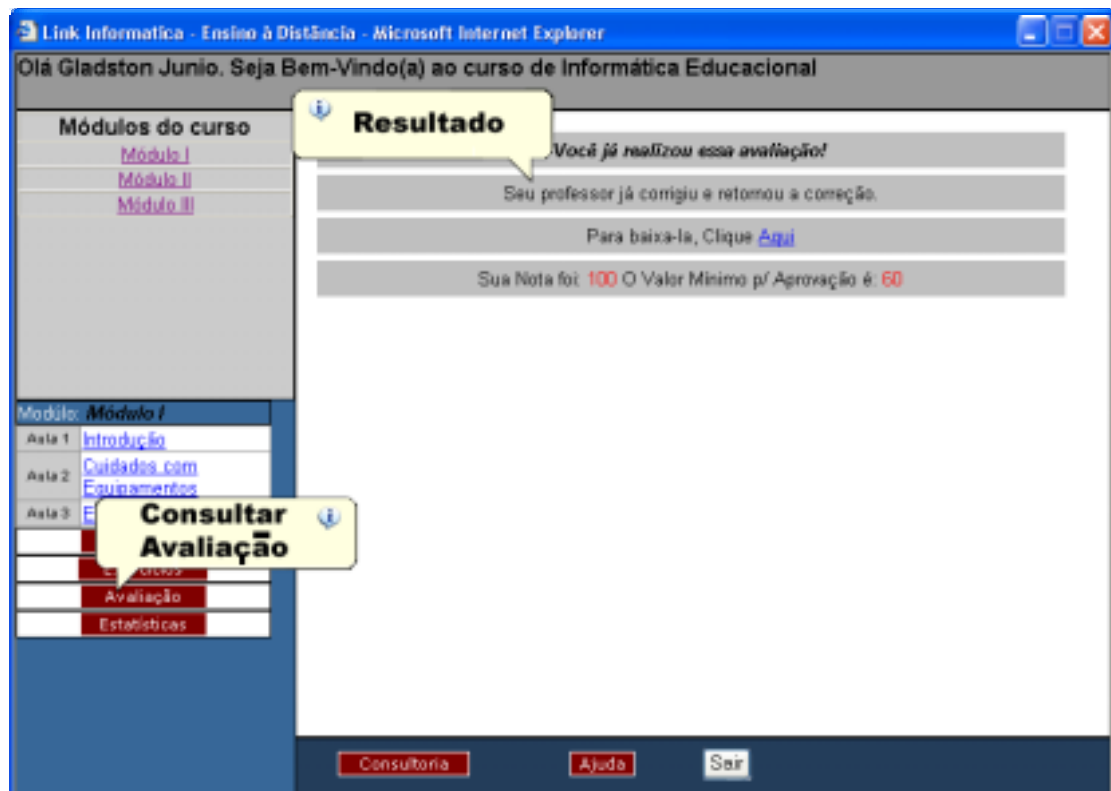 Link Informatica - Ensino à Distância - Microsoft Internet Explorer
Olá Gladston Junio. Seja Bem-Vindo(a) ao curso de Informática Educacional
Módulos do curso
Módulo I
Módulo II
Módulo III
Resultado
Você já realizou essa avaliação!
Seu professor já corrigiu e retornou a correção.
Para baixa-la, Clique Aqui
Sua Nota foi: 100 O Valor Minimo p/ Aprovação é: 60
Modúlo: Módulo I
Aula 1 Introdução
Aula 2 Cuidados com
Equipamentos
Aula 3
Consultar
Avaliação
Avaliação
Estatísticas
Consultoria Ajuda Sair